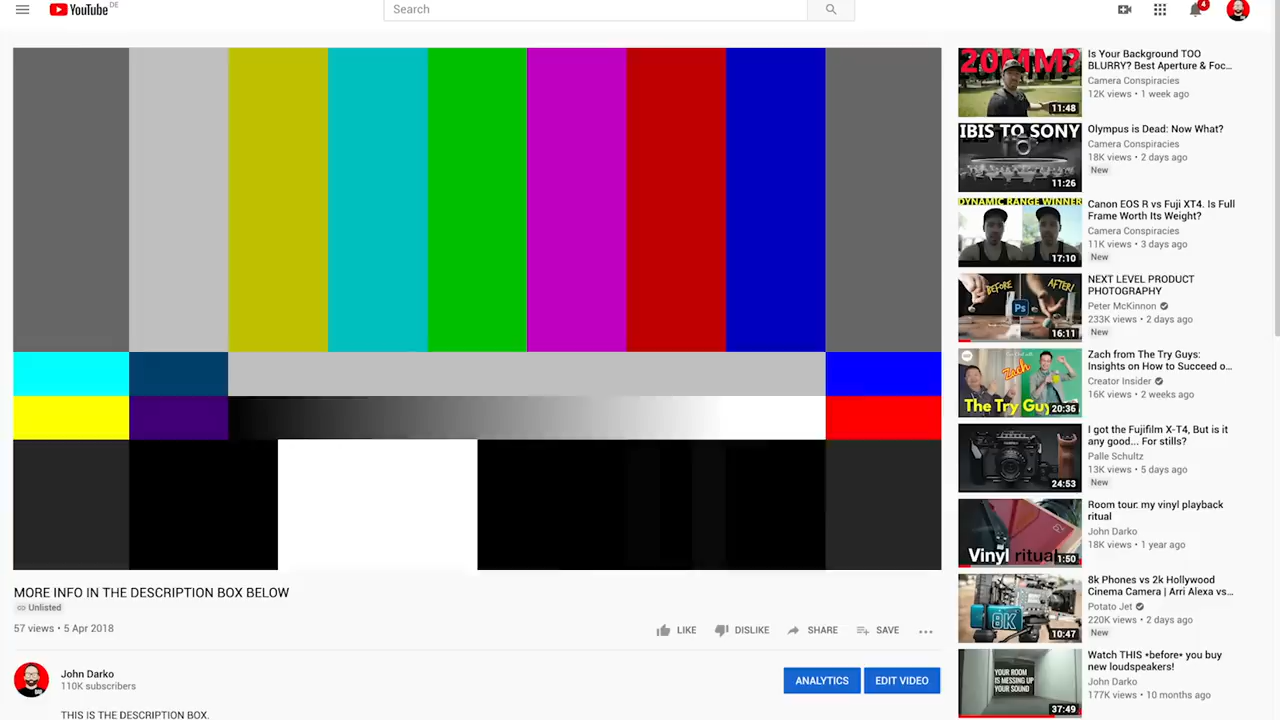 YouTube DE
Search
4
MORE INFO IN THE DESCRIPTION BOX BELOW
Unlisted
57 views • 5 Apr 2018
LIKE
DISLIKE
SHARE
SAVE
John Darko
110K subscribers
ANALYTICS
EDIT VIDEO
THIS IS THE DESCRIPTION BOX.
20MM?
11:48
Is Your Background TOO
BLURRY? Best Aperture & Foc...
Camera Conspiracies
12K views • 1 week ago
IBIS TO SONY
11:26
Olympus is Dead: Now What?
Camera Conspiracies
18K views • 2 days ago
New
DYNAMIC RANGE WINNER
17:10
Canon EOS R vs Fuji XT4. Is Full
Frame Worth Its Weight?
Camera Conspiracies
11K views • 3 days ago
New
BEFORE
AFTER!
Ps
16:11
NEXT LEVEL PRODUCT
PHOTOGRAPHY
Peter McKinnon
233K views • 2 days ago
New
Zach
The Try Guys
20:36
Zach from The Try Guys:
Insights on How to Succeed o...
Creator Insider
16K views • 2 weeks ago
24:53
I got the Fujifilm X-T4, But is it
any good... For stills?
Palle Schultz
13K views • 5 days ago
New
Vinyl ritual
1:50
Room tour: my vinyl playback
ritual
John Darko
18K views • 1 year ago
8K
10:47
8k Phones vs 2k Hollywood
Cinema Camera | Arri Alexa vs...
Potato Jet
220K views • 2 days ago
New
YOUR ROOM
IS MESSING UP
YOUR SOUND
37:49
Watch THIS *before* you buy
new loudspeakers!
John Darko
177K views • 10 months ago